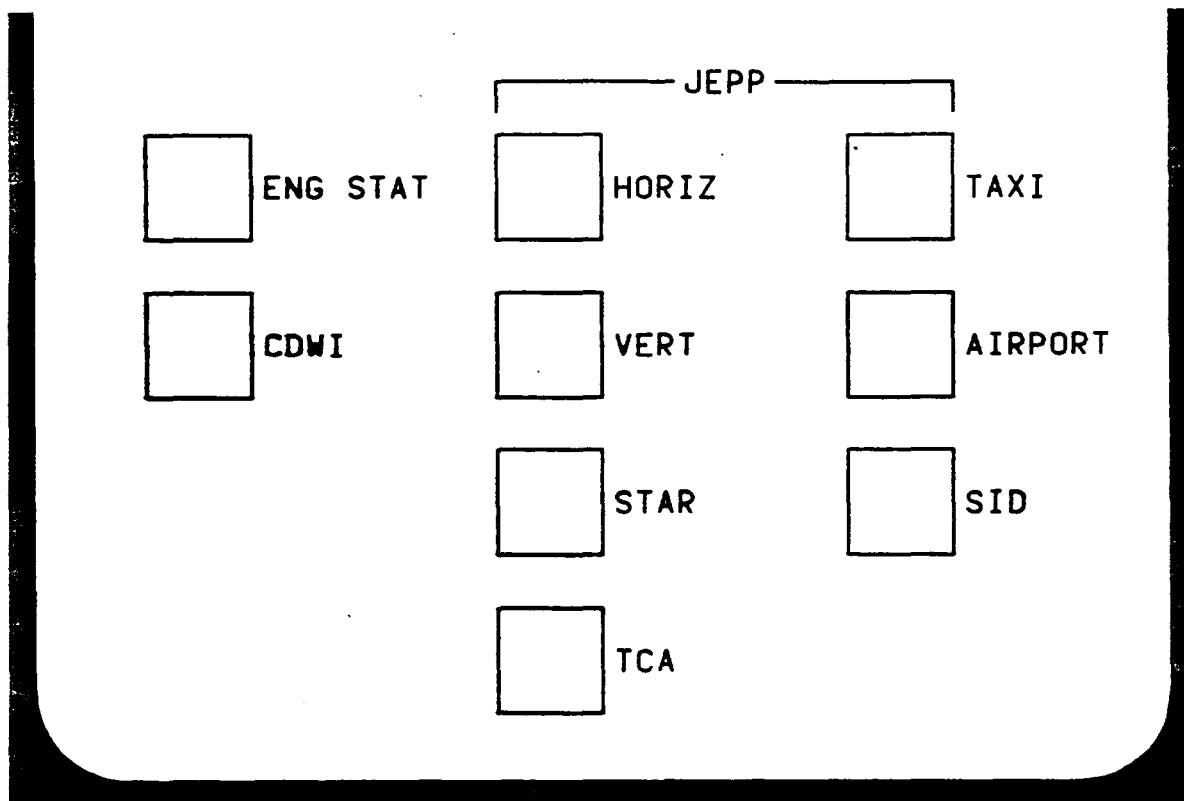 JEPP
ENG STAT HORIZ TAXI
CDWI VERT AIRPORT
STAR SID
TCA